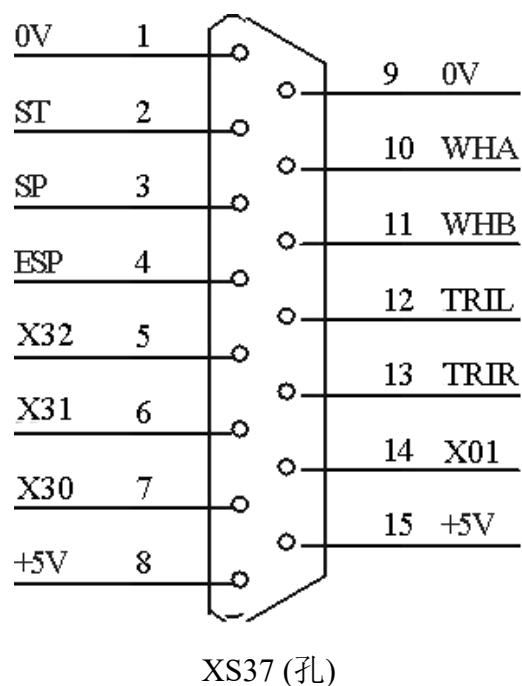 0V 1
ST 2
SP 3
ESP 4
X32 5
X31 6
X30 7
+5V 8
9 0V
10 WHA
11 WHB
12 TRIL
13 TRIR
14 X01
15 +5V
XS37 (孔)